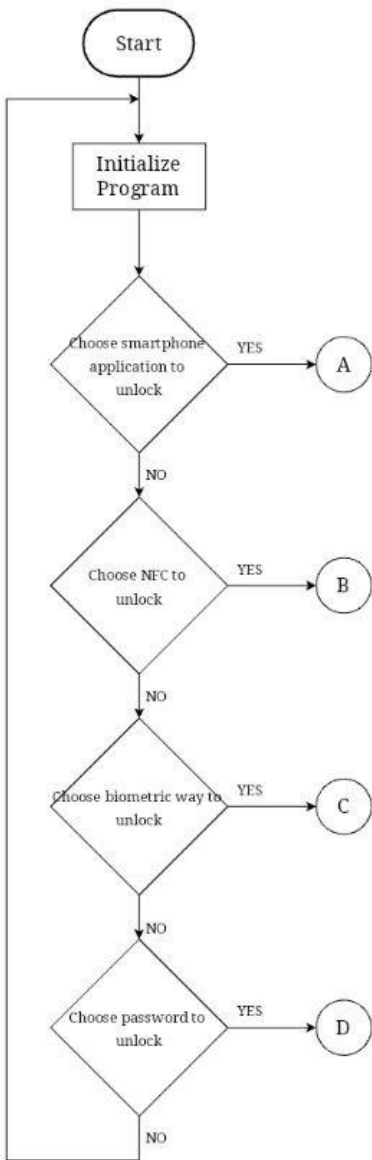 Start
Initialize
Program
Choose smartphone
application to
unlock
YES
A
NO
Choose NFC to
unlock
YES
B
NO
Choose biometric way to
unlock
YES
C
NO
Choose password to
unlock
YES
D
NO